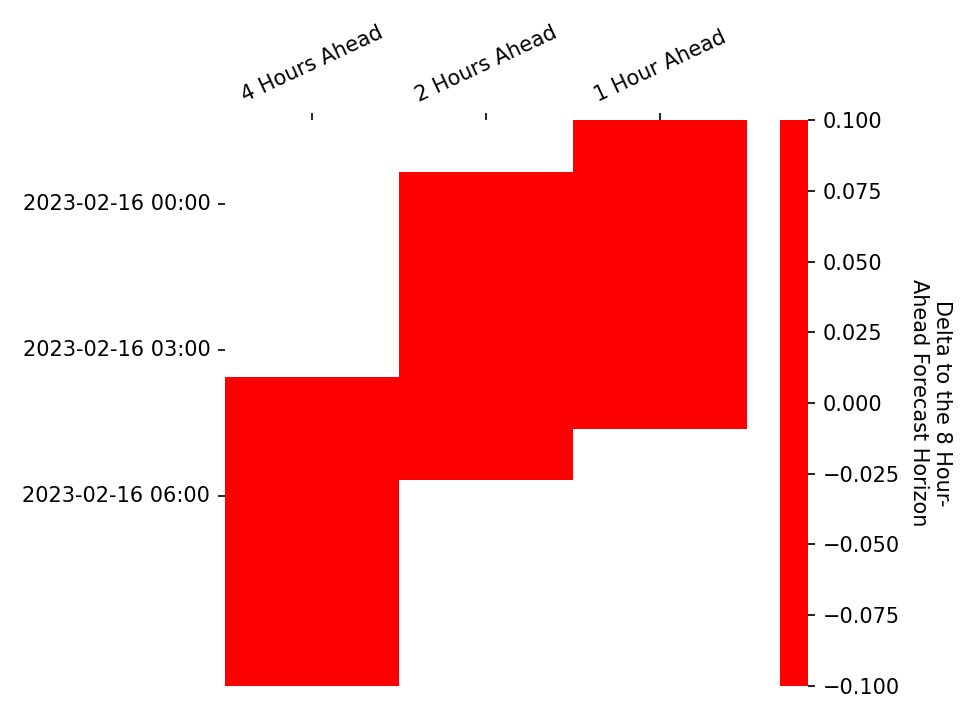 4 Hours Ahead
2 Hours Ahead
1 Hour Ahead
2023-02-16 00:00
2023-02-16 03:00
2023-02-16 06:00
0.100
0.075
0.050
0.025
0.000
−0.025
−0.050
−0.075
−0.100
Delta to the 8 Hour-
Ahead Forecast Horizon